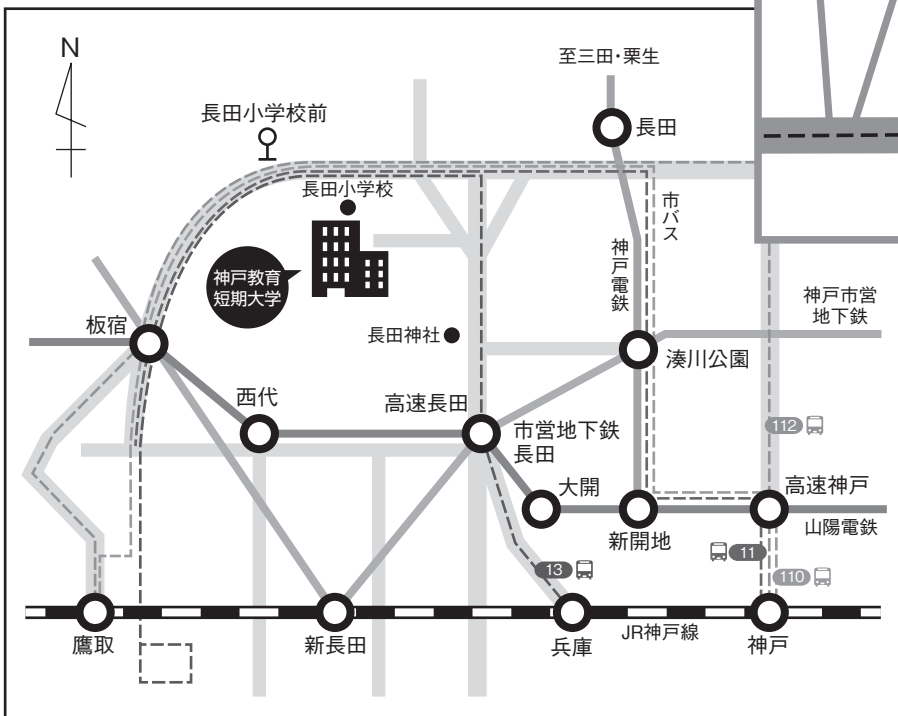 N
至三田・栗生
長田小学校前
長田
長田小学校
市バス
神戸電鉄
神戸教育
短期大学
神戸市営
地下鉄
板宿
長田神社
湊川公園
西代
高速長田
市営地下鉄
長田
112
大開
高速神戸
新開地
山陽電鉄
11
13
110
鷹取
新長田
兵庫
JR神戸線
神戸